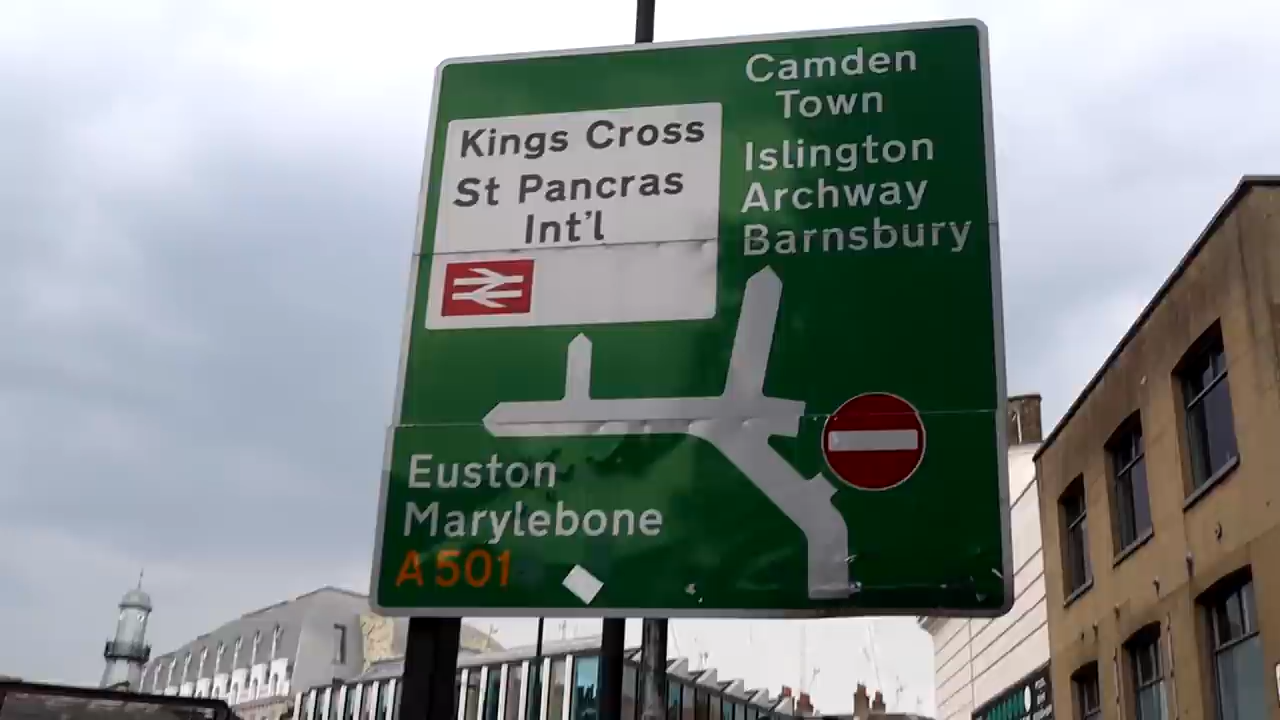 Kings Cross
St Pancras
Int'l
Camden
Town
Islington
Archway
Barnsbury
Euston
Marylebone
A501